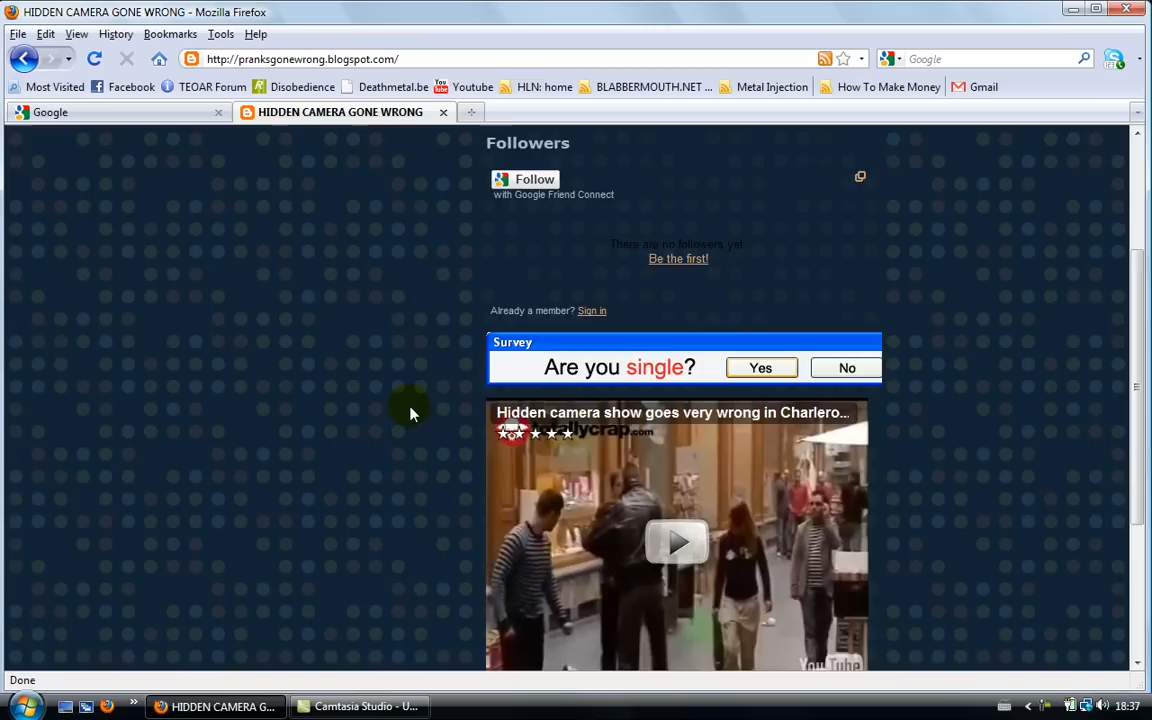 HIDDEN CAMERA GONE WRONG - Mozilla Firefox
File Edit View History Bookmarks Tools Help
http://pranksgonewrong.blogspot.com/ Google
Most Visited Facebook TEOAR Forum Disobedience Deathmetal.be Youtube HLN: home BLABBERMOUTH.NET ... Metal Injection How To Make Money Gmail
Google HIDDEN CAMERA GONE WRONG
Followers
Follow
with Google Friend Connect
There are no followers yet
Be the first!
Already a member? Sign in
Survey
Are you single? Yes No
Hidden camera show goes very wrong in Charlero...
totallycrap.com
YouTube
Done
HIDDEN CAMERA G... Camtasia Studio - U... 18:37